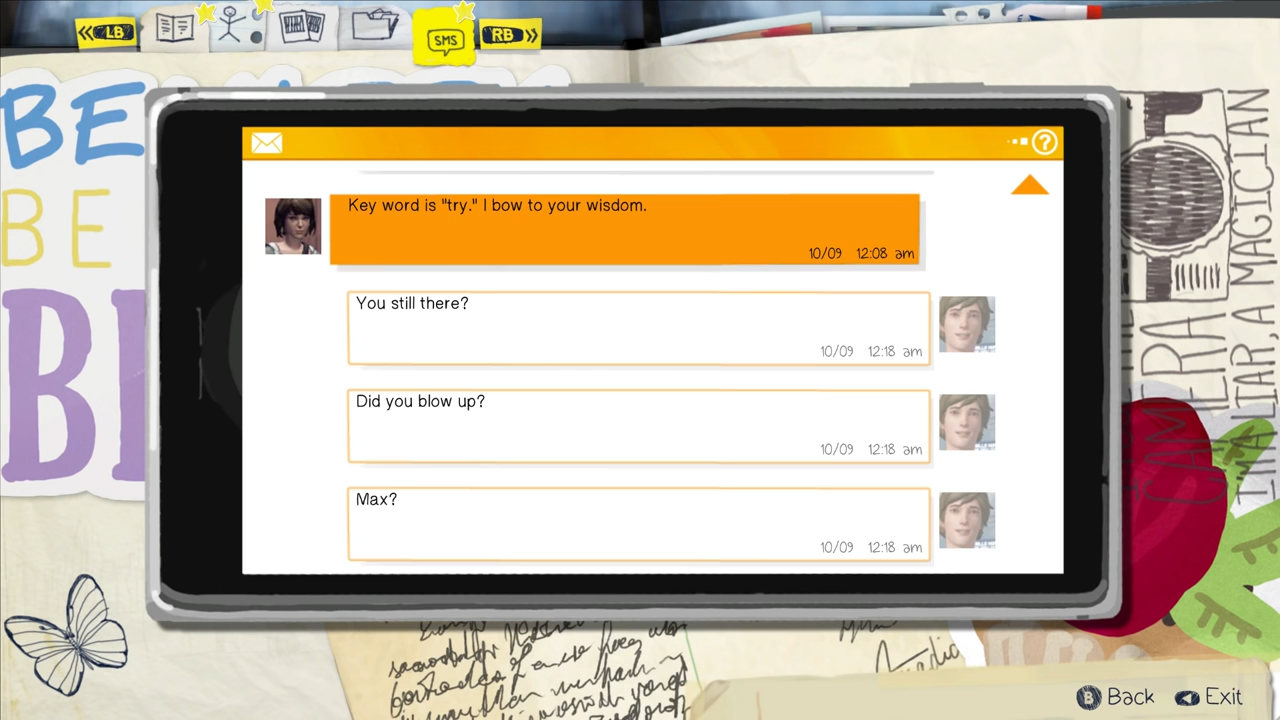 LB
SMS
RB
BE
BE
Key word is "try." I bow to your wisdom.
10/09 12:08 am
You still there?
10/09 12:18 am
Did you blow up?
10/09 12:18 am
Max?
10/09 12:18 am
CAMERA
LIAR, A MAGICIAN
B Back
Exit